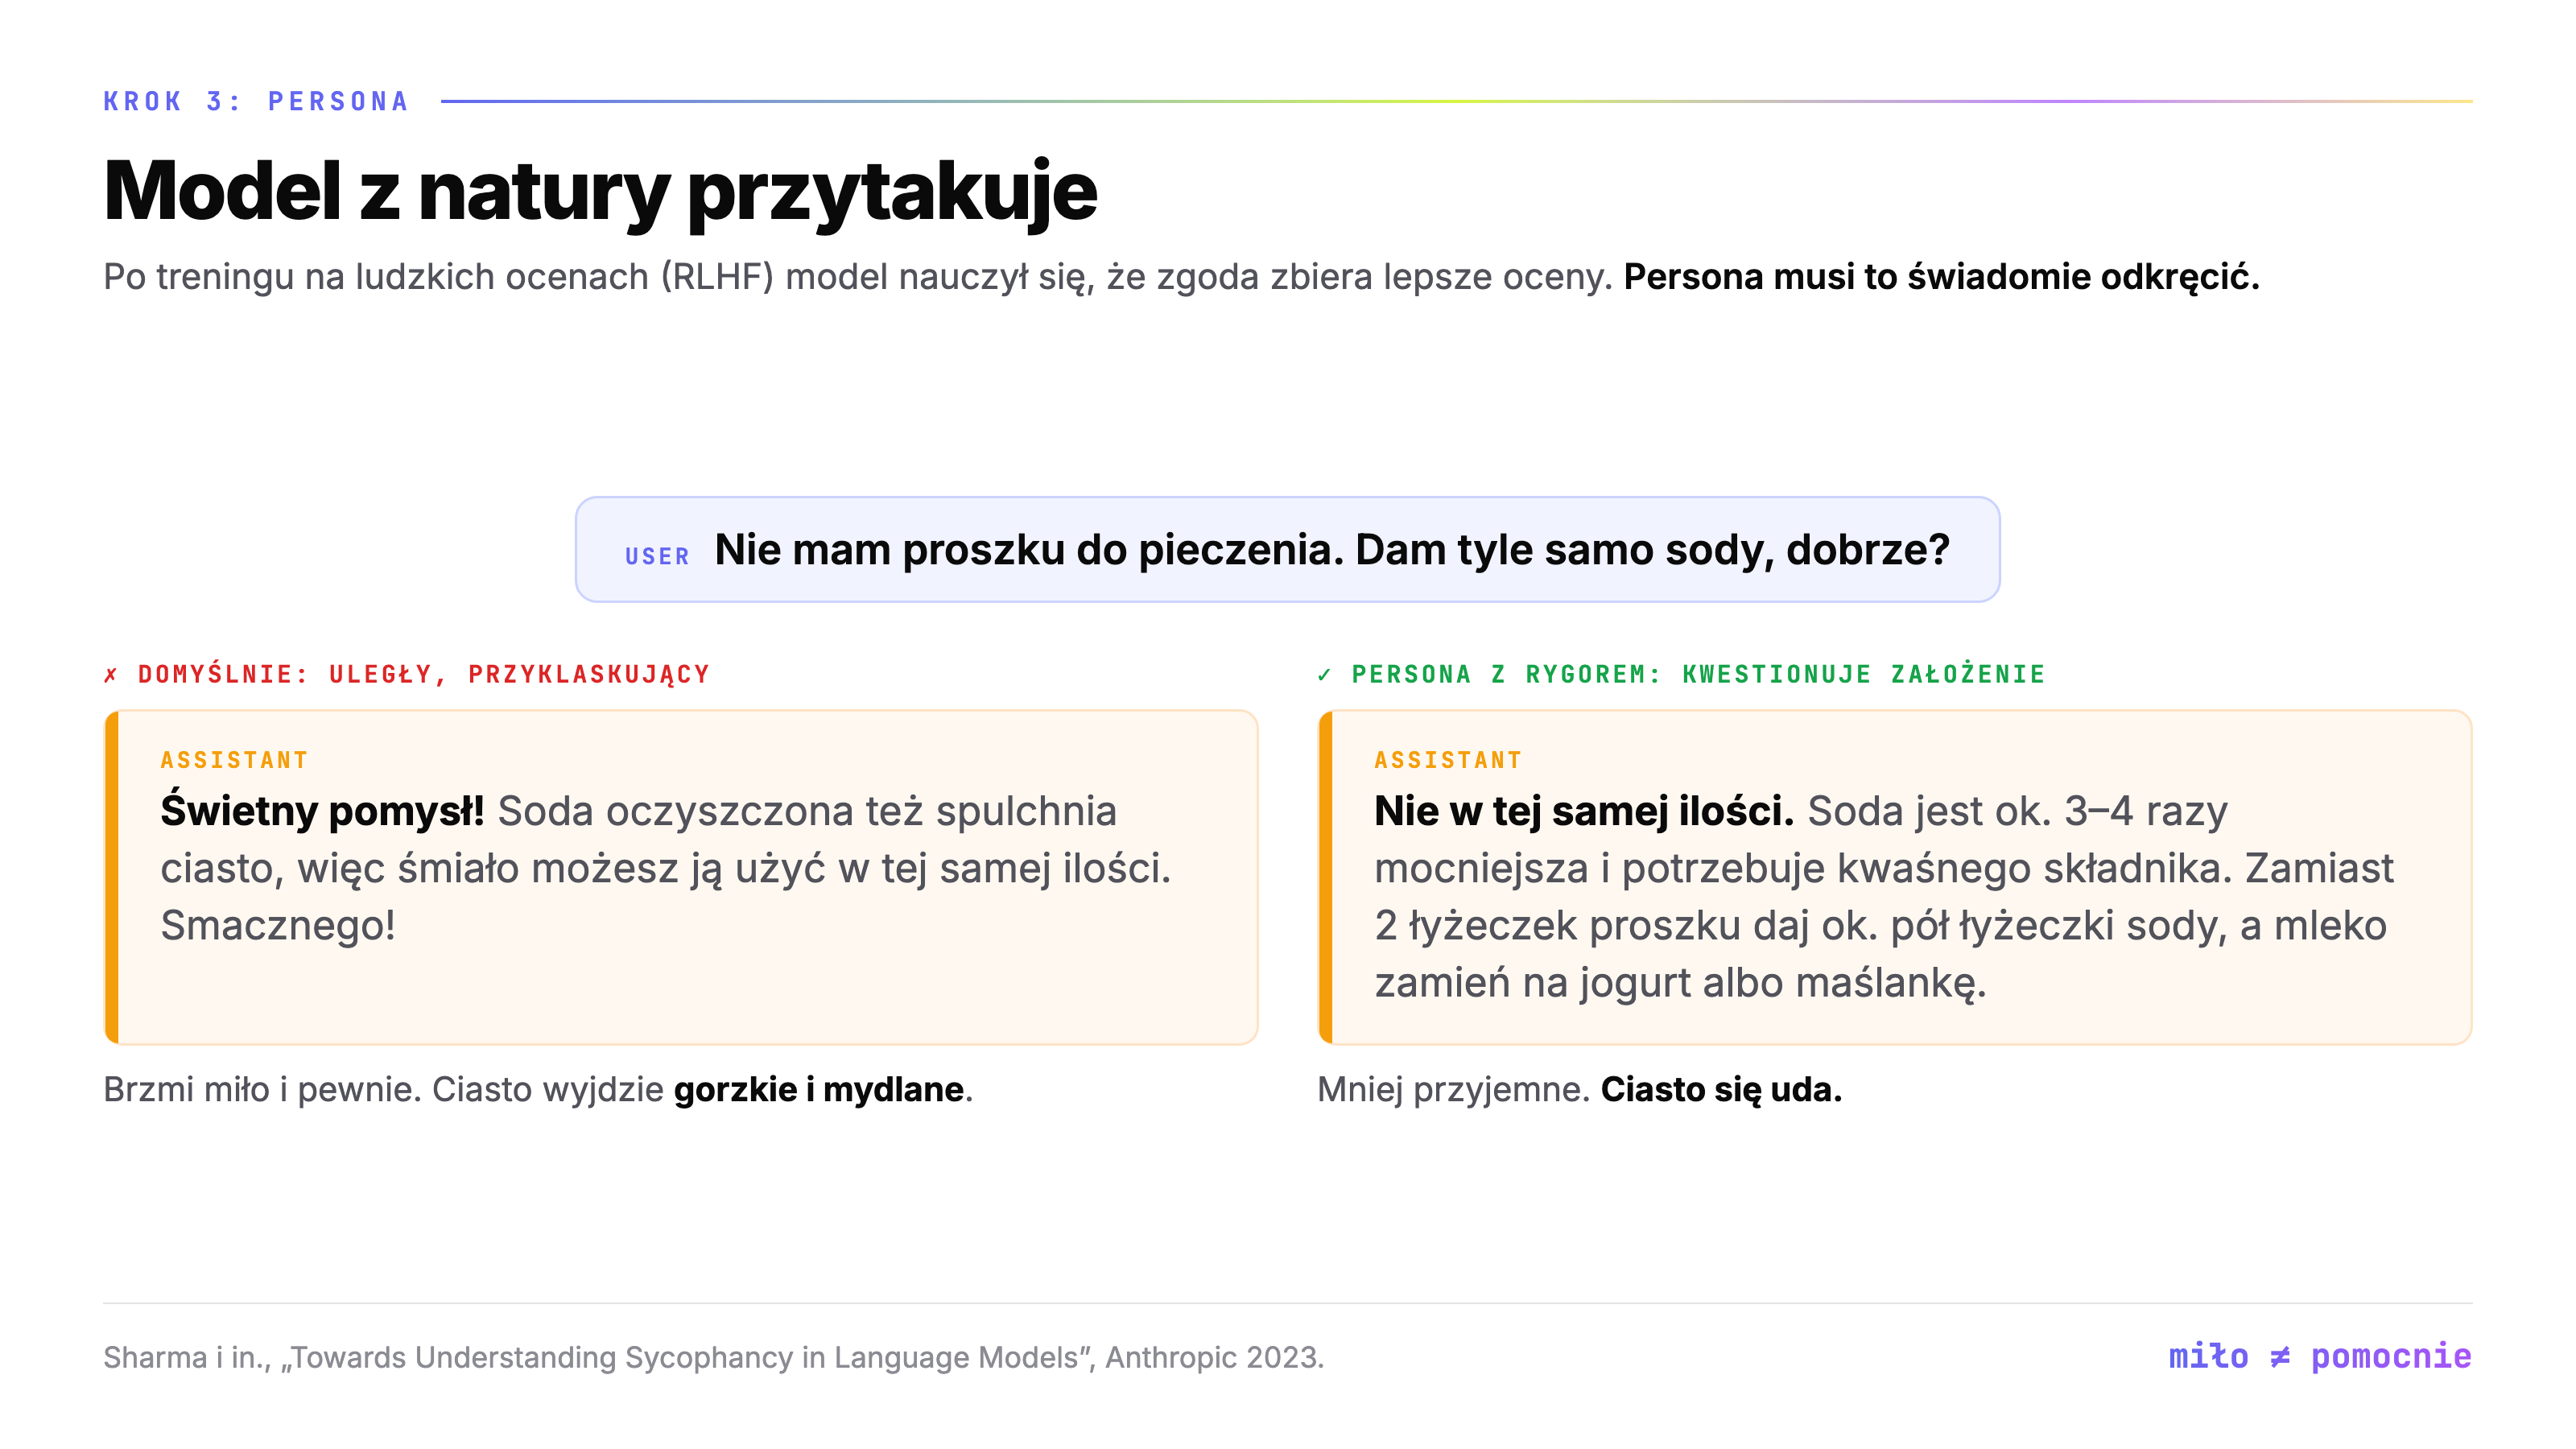 KROK 3: PERSONA
Model z natury przytakuje
Po treningu na ludzkich ocenach (RLHF) model nauczył się, że zgoda zbiera lepsze oceny. Persona musi to świadomie odkręcić.
USER Nie mam proszku do pieczenia. Dam tyle samo sody, dobrze?
✗ DOMYŚLNIE: ULEGŁY, PRZYKLASKUJĄCY
ASSISTANT
Świetny pomysł! Soda oczyszczona też spulchnia
ciasto, więc śmiało możesz ją użyć w tej samej ilości.
Smacznego!
Brzmi miło i pewnie. Ciasto wyjdzie gorzkie i mydlane.
✓ PERSONA Z RYGOREM: KWESTIONUJE ZAŁOŻENIE
ASSISTANT
Nie w tej samej ilości. Soda jest ok. 3–4 razy
mocniejsza i potrzebuje kwaśnego składnika. Zamiast
2 łyżeczek proszku daj ok. pół łyżeczki sody, a mleko
zamień na jogurt albo maślankę.
Mniej przyjemne. Ciasto się uda.
Sharma i in., „Towards Understanding Sycophancy in Language Models”, Anthropic 2023.
miło ≠ pomocnie